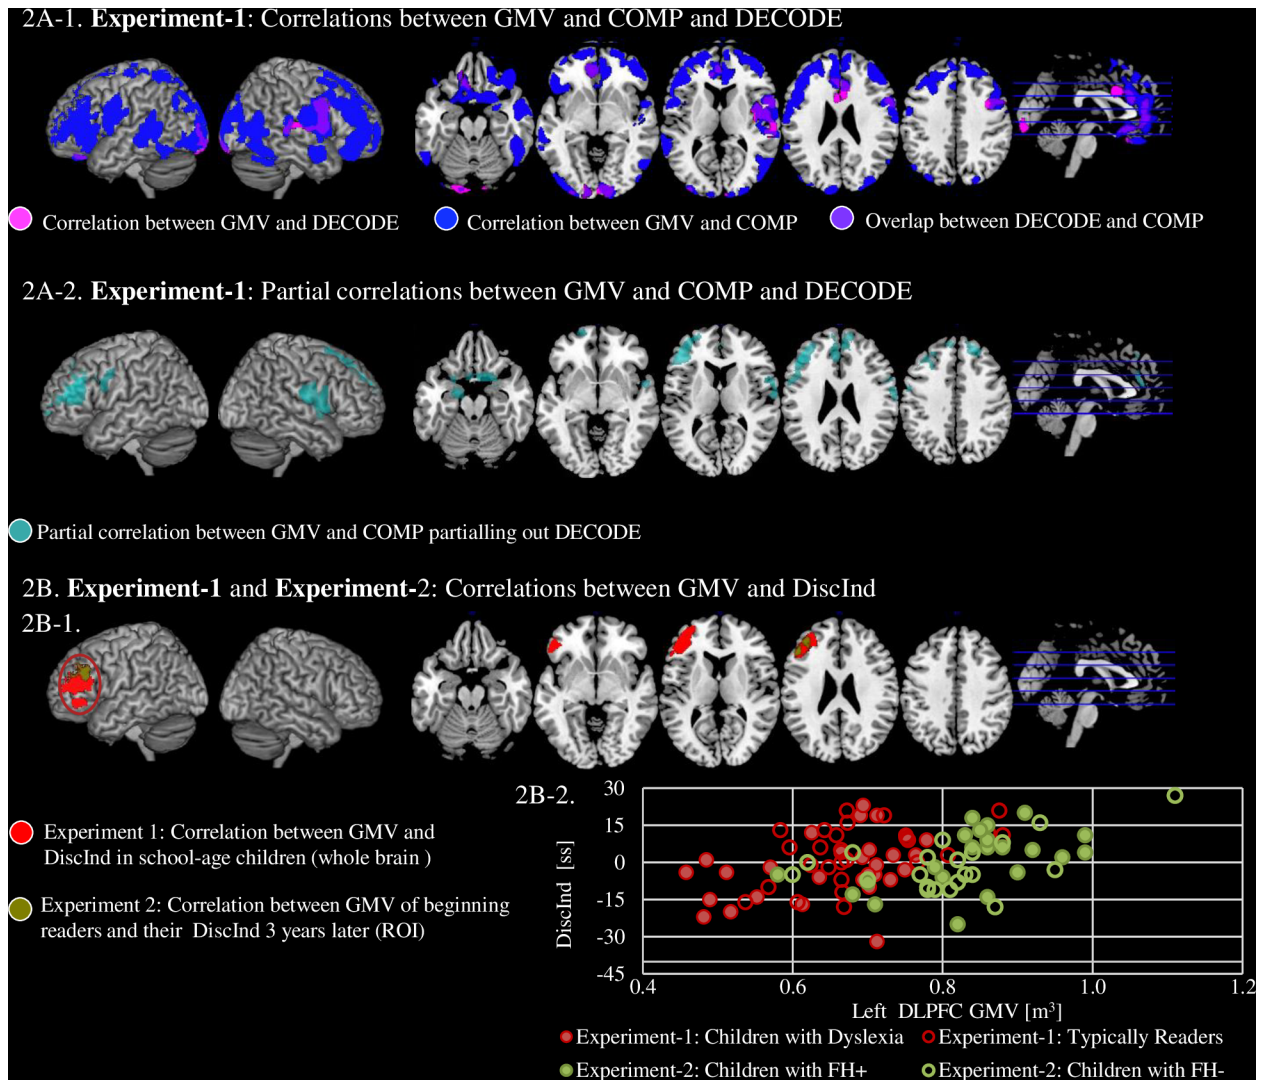 2A-1. Experiment-1: Correlations between GMV and COMP and DECODE
Correlation between GMV and DECODE
Correlation between GMV and COMP
Overlap between DECODE and COMP
2A-2. Experiment-1: Partial correlations between GMV and COMP and DECODE
Partial correlation between GMV and COMP partialling out DECODE
2B. Experiment-1 and Experiment-2: Correlations between GMV and DiscInd
2B-1.
Experiment 1: Correlation between GMV and
DiscInd in school-age children (whole brain )
Experiment 2: Correlation between GMV of beginning
readers and their DiscInd 3 years later (ROI)
2B-2.
DiscInd [ss]
30
15
0
-15
-30
-45
0.4 0.6 0.8 1.0 1.2
Left DLPFC GMV [m³]
Experiment-1: Children with Dyslexia
Experiment-1: Typically Readers
Experiment-2: Children with FH+
Experiment-2: Children with FH-